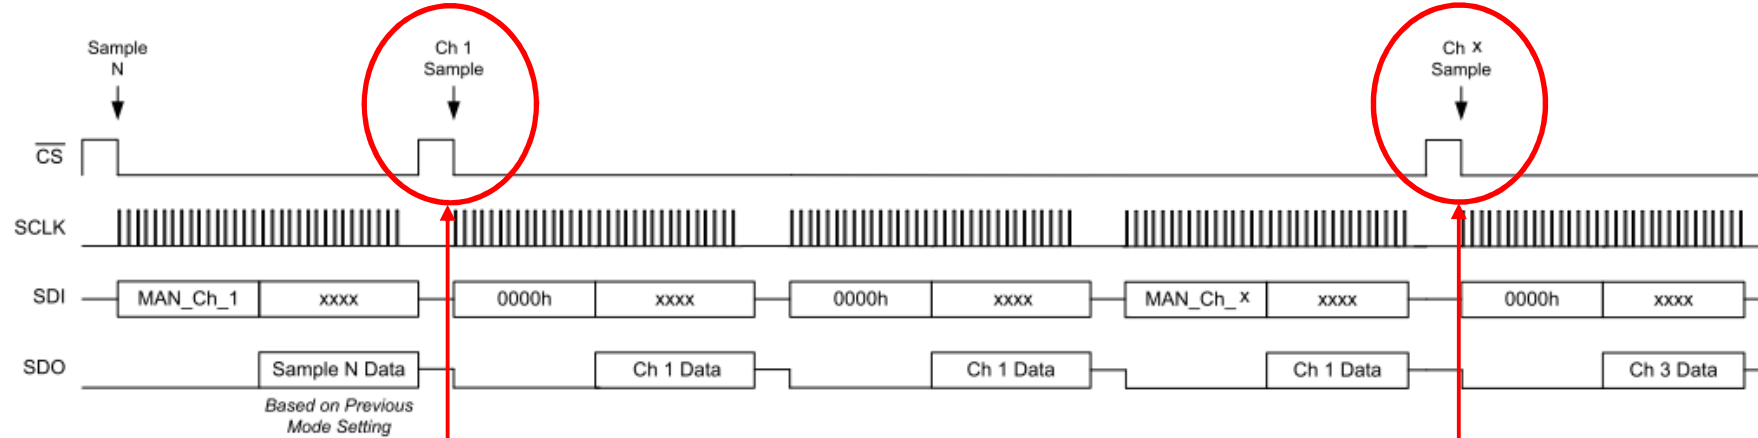 Sample
N
Ch 1
Sample
Ch x
Sample
CS
SCLK
SDI
MAN_Ch_1
xxxx
0000h
xxxx
0000h
xxxx
MAN_Ch_x
xxxx
0000h
xxxx
SDO
Sample N Data
Ch 1 Data
Ch 1 Data
Ch 1 Data
Ch 3 Data
Based on Previous
Mode Setting